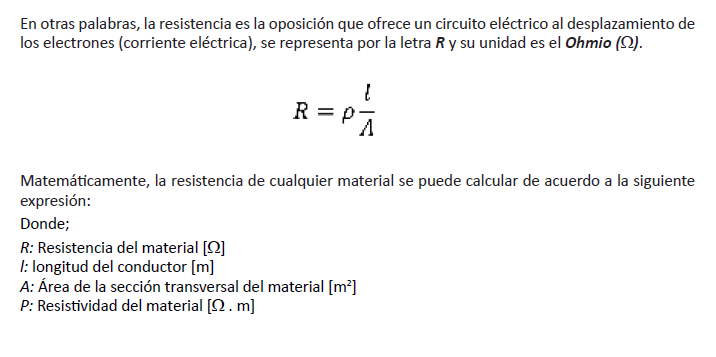 En otras palabras, la resistencia es la oposición que ofrece un circuito eléctrico al desplazamiento de
los electrones (corriente eléctrica), se representa por la letra R y su unidad es el Ohmio (Ω).
R = ρ l/A
Matemáticamente, la resistencia de cualquier material se puede calcular de acuerdo a la siguiente
expresión:
Donde;
R: Resistencia del material [Ω]
l: longitud del conductor [m]
A: Área de la sección transversal del material [m²]
P: Resistividad del material [Ω . m]